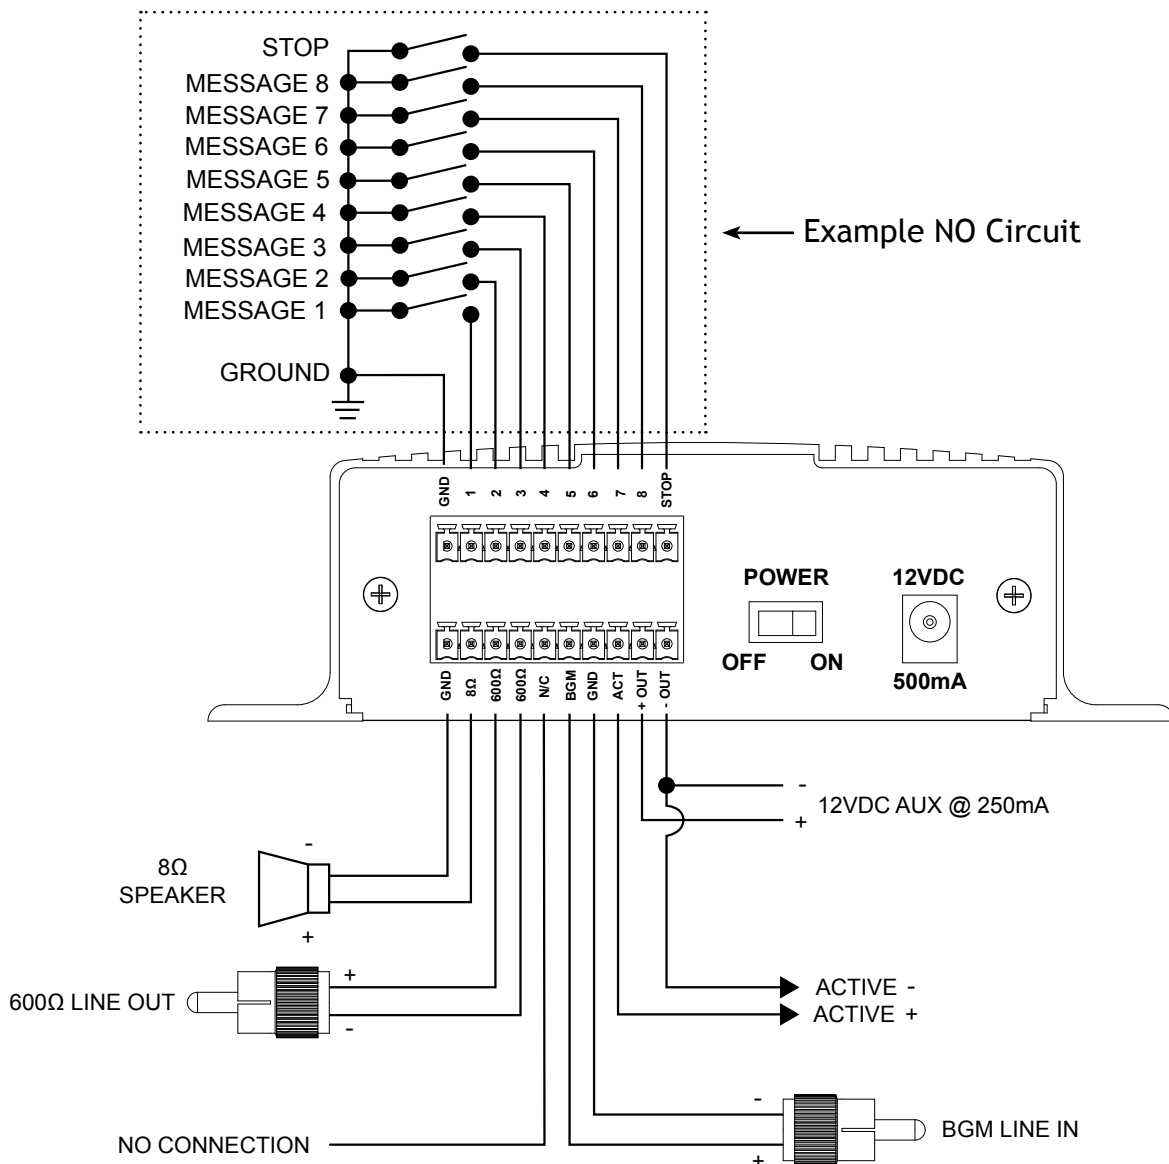 STOP
MESSAGE 8
MESSAGE 7
MESSAGE 6
MESSAGE 5
MESSAGE 4
MESSAGE 3
MESSAGE 2
MESSAGE 1
GROUND
Example NO Circuit
GND 1 2 3 4 5 6 7 8 STOP
POWER
OFF ON
12VDC
500mA
GND 8Ω 600Ω 600Ω N/C BGM GND ACT + OUT - OUT
-
12VDC AUX @ 250mA
+
-
8Ω
SPEAKER
+
+
600Ω LINE OUT
-
ACTIVE -
ACTIVE +
-
BGM LINE IN
+
NO CONNECTION